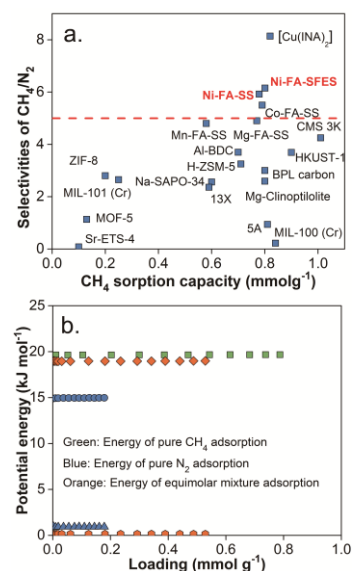 a.
Selectivities of CH4/N2
8
6
4
2
0
[Cu(INA)2]
Ni-FA-SFES
Ni-FA-SS
Co-FA-SS
CMS 3K
Mn-FA-SS Mg-FA-SS
Al-BDC
HKUST-1
ZIF-8
H-ZSM-5
BPL carbon
MIL-101 (Cr)
Na-SAPO-34
13X
Mg-Clinoptilolite
MOF-5
5A
MIL-100 (Cr)
Sr-ETS-4
0.0 0.2 0.4 0.6 0.8 1.0
CH4 sorption capacity (mmolg-1)
b.
Potential energy (kJ mol-1)
25
20
15
10
5
0
Green: Energy of pure CH4 adsorption
Blue: Energy of pure N2 adsorption
Orange: Energy of equimolar mixture adsorption
0.0 0.2 0.4 0.6 0.8 1.0
Loading (mmol g-1)